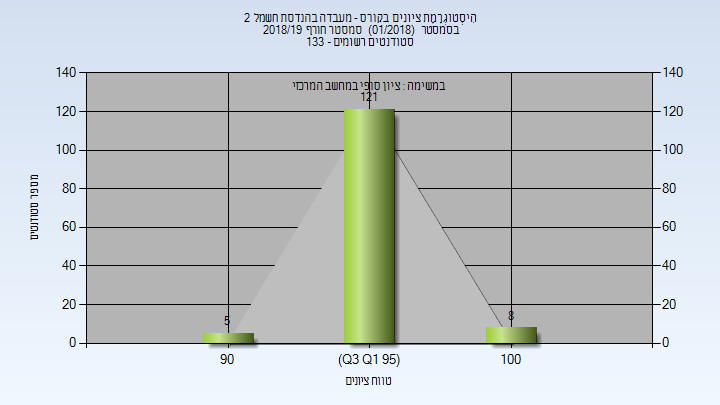 היסטוגרמת ציונים בקורס - מעבדה בהנדסת חשמל 2
בסמסטר (01/2018) סמסטר חורף 2018/19
סטודנטים רשומים - 133
במשימה : ציון סופי במחשב המרכזי
140 140
120 120
100 100
80 80
60 60
40 40
20 20
0 0
מספר סטודנטים
5
121
8
90
(Q3 Q1 95)
100
טווח ציונים